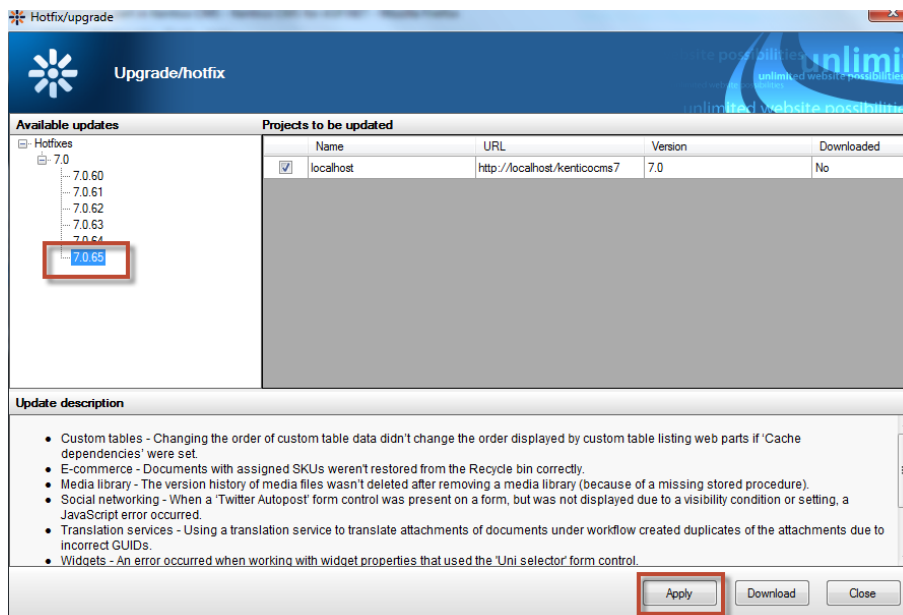 Hotfix/upgrade
Upgrade/hotfix
unlimi
unlimited website possibilities
unlimited website possibilitie
Available updates
Projects to be updated
Hotfixes
7.0
7.0.60
7.0.61
7.0.62
7.0.63
7.0.64
7.0.65
Name URL Version Downloaded
localhost http://localhost/kenticocms7 7.0 No
Update description
• Custom tables - Changing the order of custom table data didn't change the order displayed by custom table listing web parts if 'Cache
dependencies' were set.
• E-commerce - Documents with assigned SKUs weren't restored from the Recycle bin correctly.
• Media library - The version history of media files wasn't deleted after removing a media library (because of a missing stored procedure).
• Social networking - When a 'Twitter Autopost' form control was present on a form, but was not displayed due to a visibility condition or setting, a
JavaScript error occurred.
• Translation services - Using a translation service to translate attachments of documents under workflow created duplicates of the attachments due to
incorrect GUIDs.
• Widgets - An error occurred when working with widget properties that used the 'Uni selector' form control.
Apply Download Close